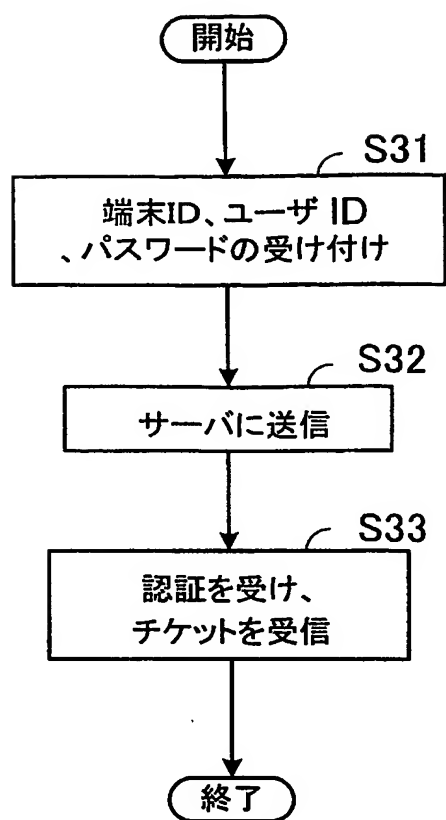 開始
S31
端末ID、ユーザ ID
、パスワードの受け付け
S32
サーバに送信
S33
認証を受け、
チケットを受信
終了